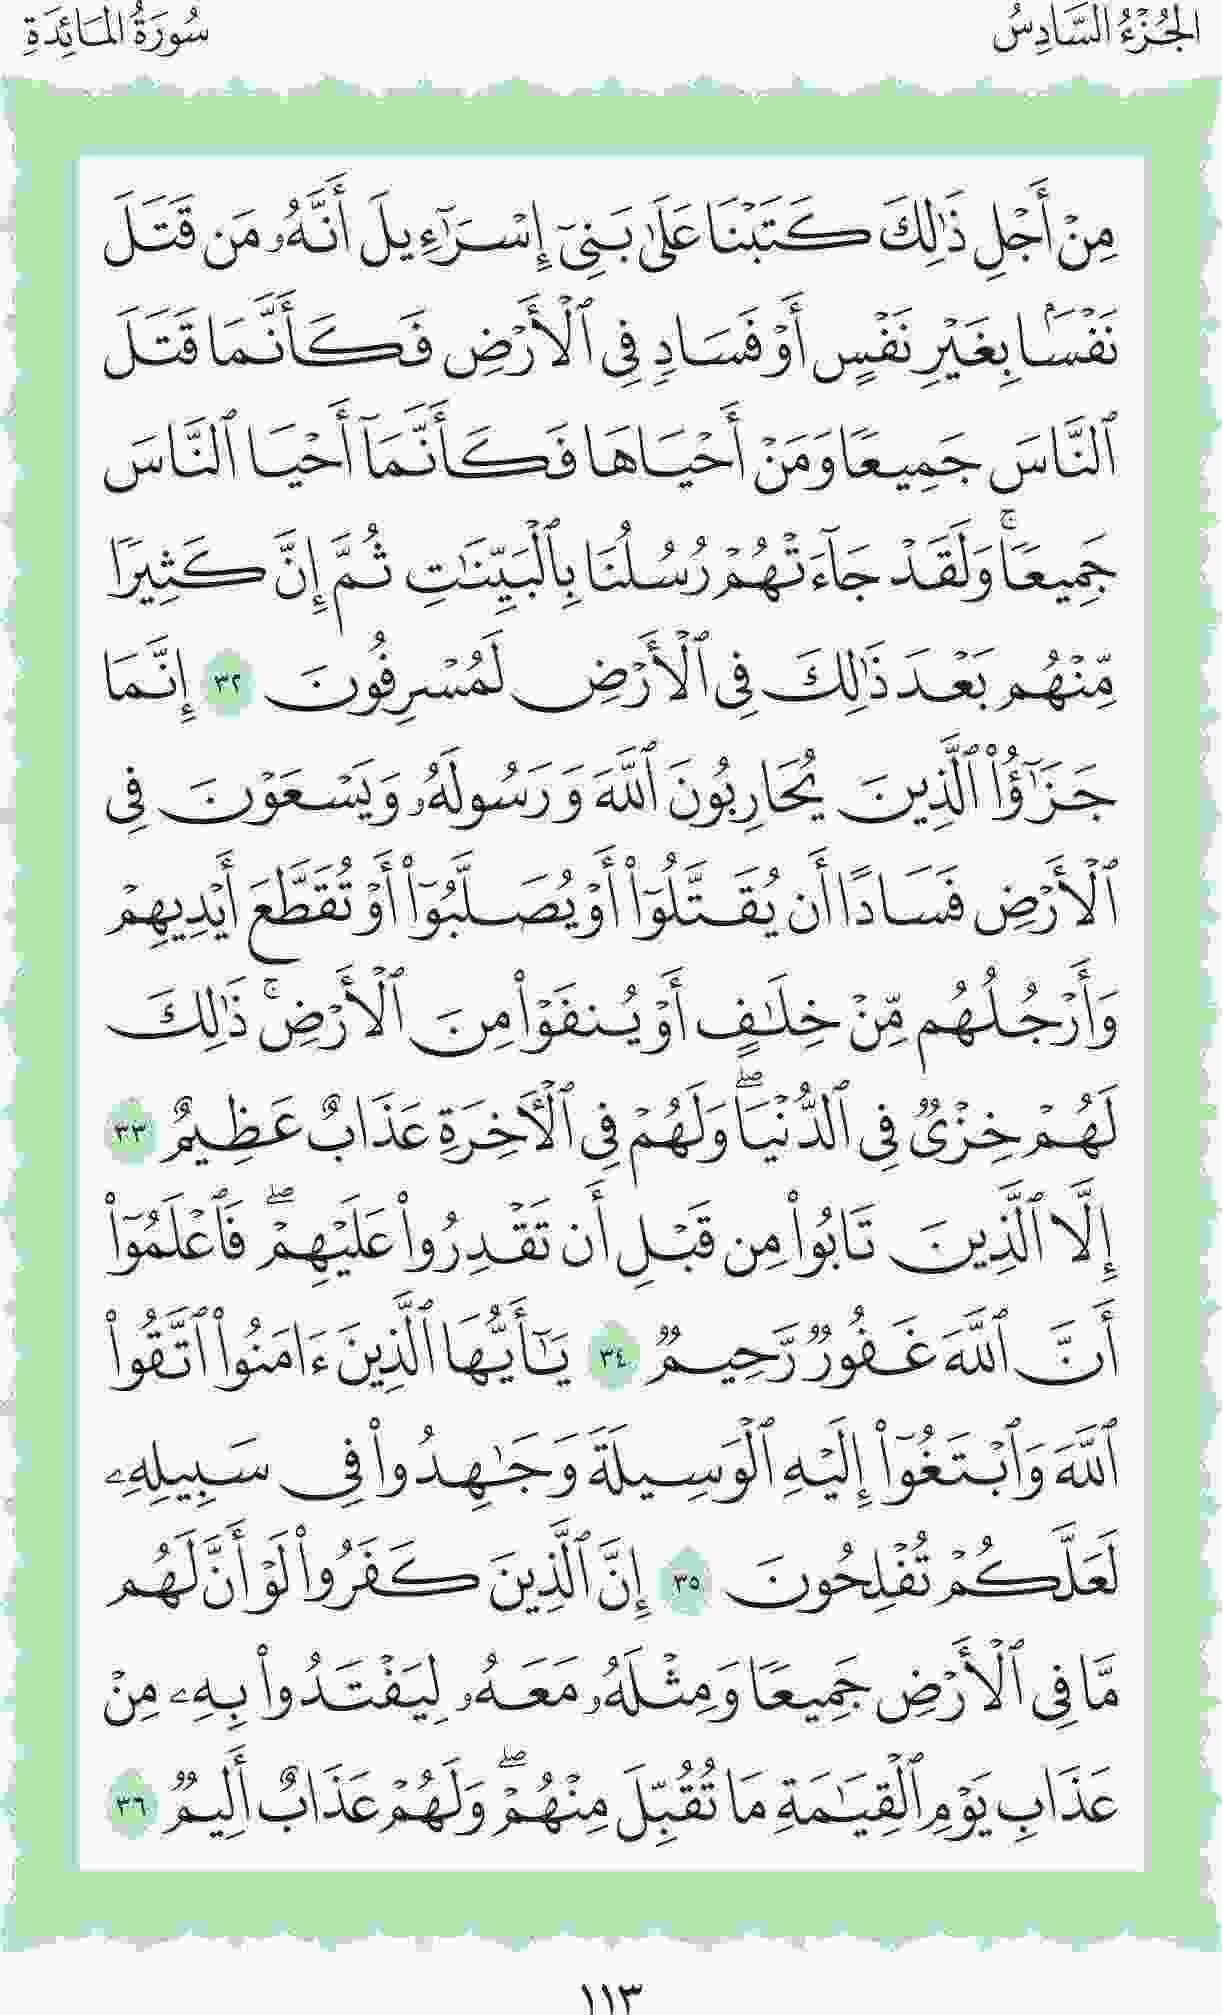 الجُزْءُ السَّادِسُ
سُورَةُ المَائِدَةِ
مِنْ أَجْلِ ذَٰلِكَ كَتَبْنَا عَلَىٰ بَنِىٓ إِسْرَٰٓءِيلَ أَنَّهُۥ مَن قَتَلَ
نَفْسَۢا بِغَيْرِ نَفْسٍ أَوْ فَسَادٍ فِى ٱلْأَرْضِ فَكَأَنَّمَا قَتَلَ
ٱلنَّاسَ جَمِيعًا وَمَنْ أَحْيَاهَا فَكَأَنَّمَآ أَحْيَا ٱلنَّاسَ
جَمِيعًا ۚ وَلَقَدْ جَآءَتْهُمْ رُسُلُنَا بِٱلْبَيِّنَٰتِ ثُمَّ إِنَّ كَثِيرًا
مِّنْهُم بَعْدَ ذَٰلِكَ فِى ٱلْأَرْضِ لَمُسْرِفُونَ ٣٢ إِنَّمَا
جَزَٰٓؤُا۟ ٱلَّذِينَ يُحَارِبُونَ ٱللَّهَ وَرَسُولَهُۥ وَيَسْعَوْنَ فِى
ٱلْأَرْضِ فَسَادًا أَن يُقَتَّلُوٓا۟ أَوْ يُصَلَّبُوٓا۟ أَوْ تُقَطَّعَ أَيْدِيهِمْ
وَأَرْجُلُهُم مِّنْ خِلَٰفٍ أَوْ يُنفَوْا۟ مِنَ ٱلْأَرْضِ ۚ ذَٰلِكَ
لَهُمْ خِزْىٌ فِى ٱلدُّنْيَا ۖ وَلَهُمْ فِى ٱلْءَاخِرَةِ عَذَابٌ عَظِيمٌ ٣٣
إِلَّا ٱلَّذِينَ تَابُوا۟ مِن قَبْلِ أَن تَقْدِرُوا۟ عَلَيْهِمْ ۖ فَٱعْلَمُوٓا۟
أَنَّ ٱللَّهَ غَفُورٌ رَّحِيمٌ ٣٤ يَٰٓأَيُّهَا ٱلَّذِينَ ءَامَنُوا۟ ٱتَّقُوا۟
ٱللَّهَ وَٱبْتَغُوٓا۟ إِلَيْهِ ٱلْوَسِيلَةَ وَجَٰهِدُوا۟ فِى سَبِيلِهِۦ
لَعَلَّكُمْ تُفْلِحُونَ ٣٥ إِنَّ ٱلَّذِينَ كَفَرُوا۟ لَوْ أَنَّ لَهُم
مَّا فِى ٱلْأَرْضِ جَمِيعًا وَمِثْلَهُۥ مَعَهُۥ لِيَفْتَدُوا۟ بِهِۦ مِنْ
عَذَابِ يَوْمِ ٱلْقِيَٰمَةِ مَا تُقُبِّلَ مِنْهُمْ ۖ وَلَهُمْ عَذَابٌ أَلِيمٌ ٣٦
١١٣